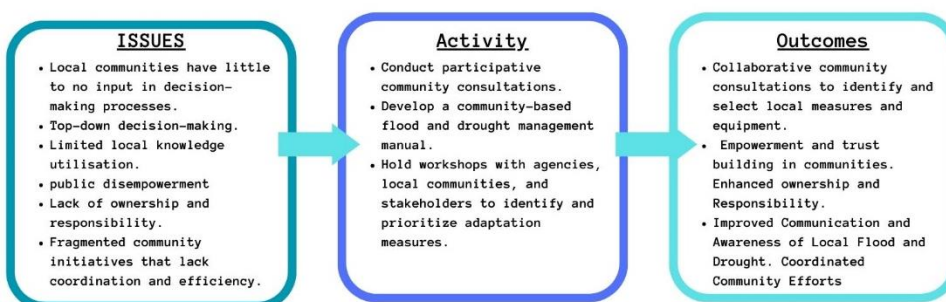 ISSUES
• Local communities have little
to no input in decision-
making processes.
• Top-down decision-making.
• Limited local knowledge
utilisation.
• public disempowerment
• Lack of ownership and
responsibility.
• Fragmented community
initiatives that lack
coordination and efficiency.
Activity
• Conduct participative
community consultations.
• Develop a community-based
flood and drought management
manual.
• Hold workshops with agencies,
local communities, and
stakeholders to identify and
prioritize adaptation
measures.
Outcomes
• Collaborative community
consultations to identify and
select local measures and
equipment.
• Empowerment and trust
building in communities.
Enhanced ownership and
Responsibility.
• Improved Communication and
Awareness of Local Flood and
Drought. Coordinated
Community Efforts